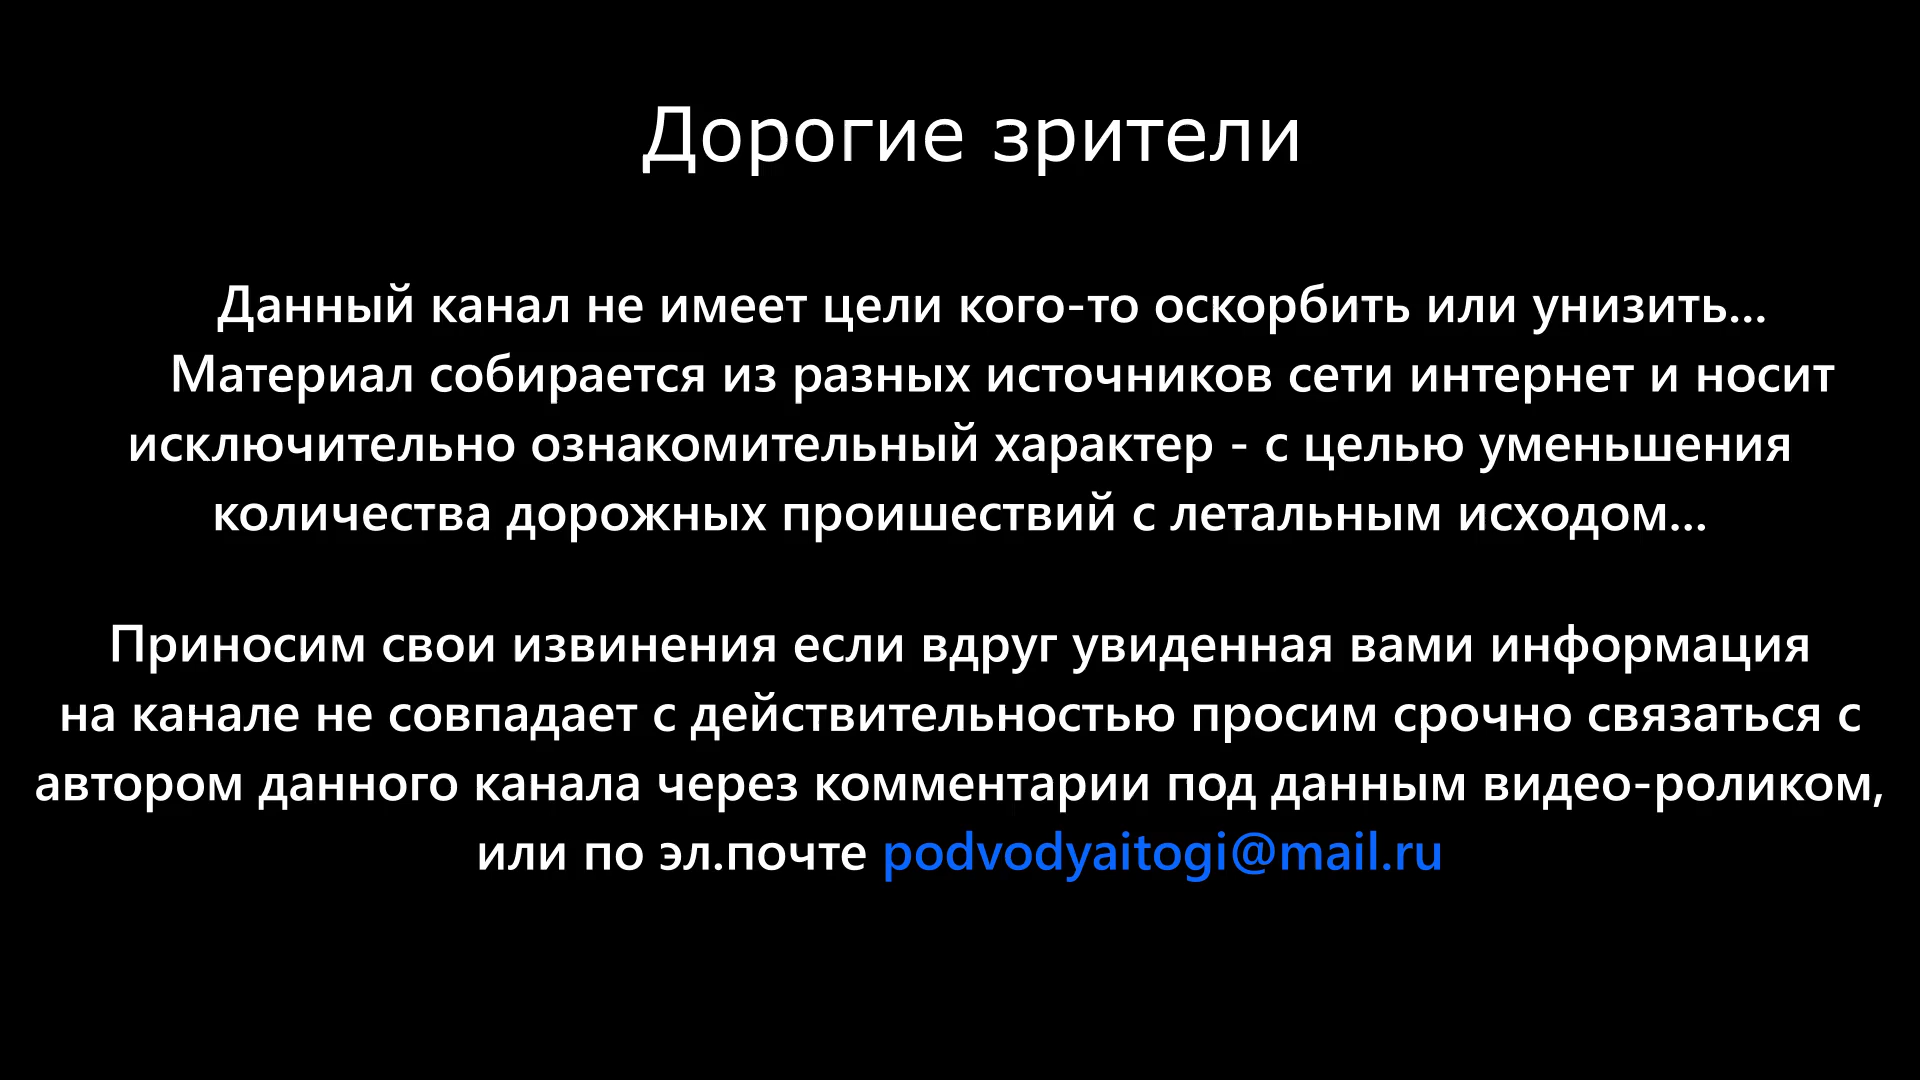 Дорогие зрители
Данный канал не имеет цели кого-то оскорбить или унизить...
Материал собирается из разных источников сети интернет и носит
исключительно ознакомительный характер - с целью уменьшения
количества дорожных проишествий с летальным исходом...
Приносим свои извинения если вдруг увиденная вами информация
на канале не совпадает с действительностью просим срочно связаться с
автором данного канала через комментарии под данным видео-роликом,
или по эл.почте podvodyaitogi@mail.ru